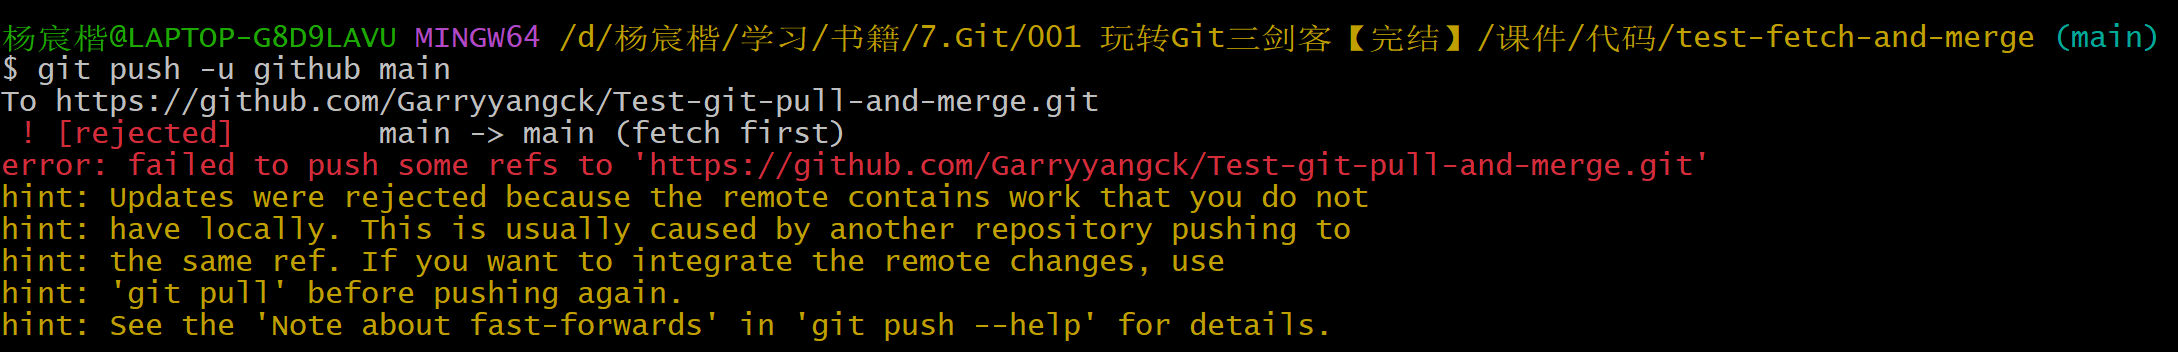 杨宸楷@LAPTOP-G8D9LAVU MINGW64 /d/杨宸楷/学习/书籍/7.Git/001 玩转Git三剑客【完结】/课件/代码/test-fetch-and-merge (main)
$ git push -u github main
To https://github.com/Garryyangck/Test-git-pull-and-merge.git
 ! [rejected]        main -> main (fetch first)
error: failed to push some refs to 'https://github.com/Garryyangck/Test-git-pull-and-merge.git'
hint: Updates were rejected because the remote contains work that you do not
hint: have locally. This is usually caused by another repository pushing to
hint: the same ref. If you want to integrate the remote changes, use
hint: 'git pull' before pushing again.
hint: See the 'Note about fast-forwards' in 'git push --help' for details.